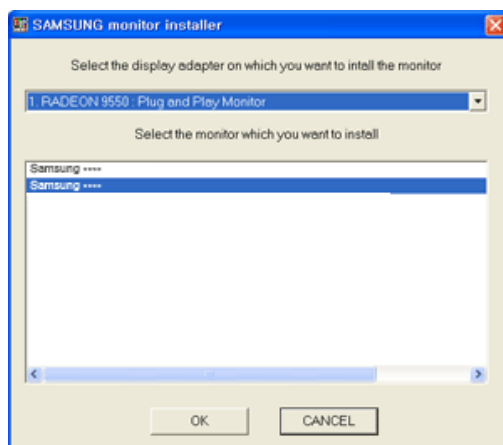 SAMSUNG monitor installer
Select the display adapter on which you want to intall the monitor
1. RADEON 9550 : Plug and Play Monitor
Select the monitor which you want to install
Samsung ····
Samsung ····
OK
CANCEL